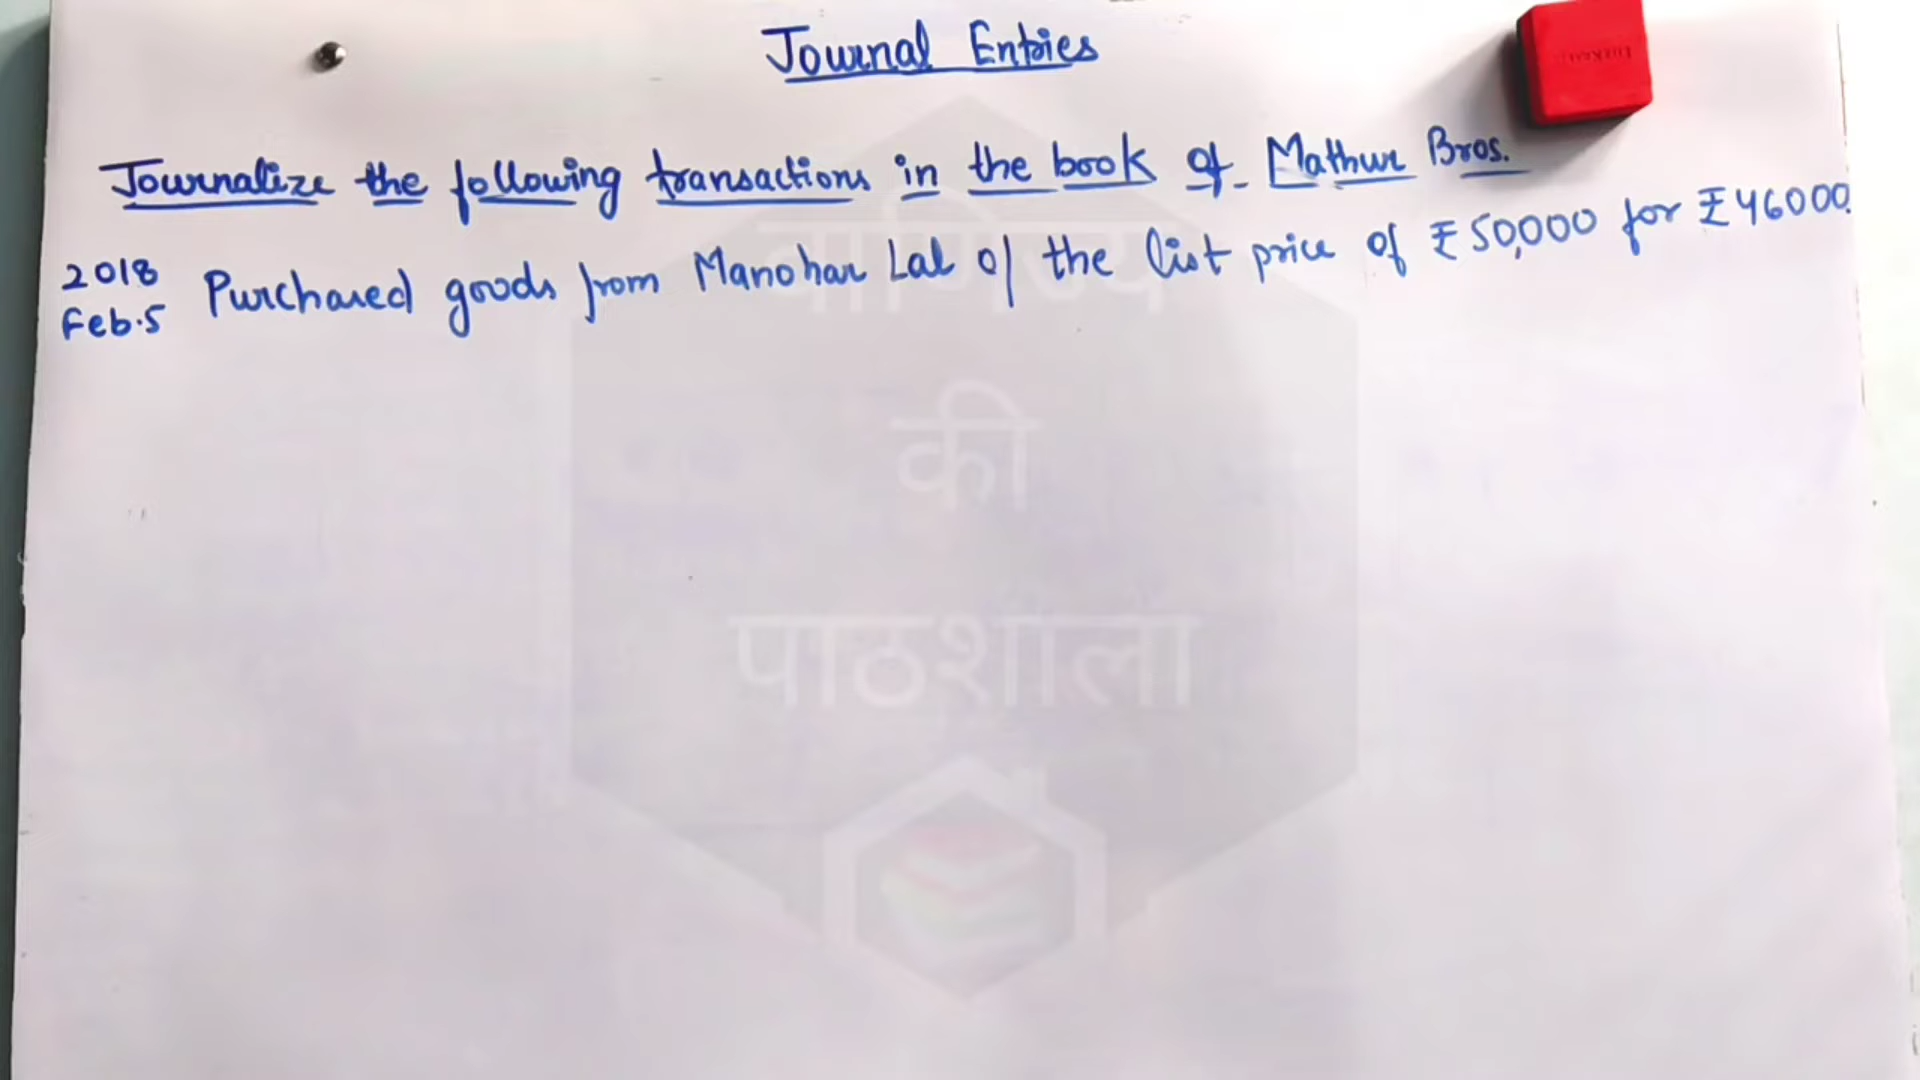 Journal Entries
Journalize the following transactions in the book of Mathur Bros.
2018
Feb.5 Purchased goods from Manohar Lal of the list price of ₹50,000 for ₹46000.
वाणिज्य
की
पाठशाला